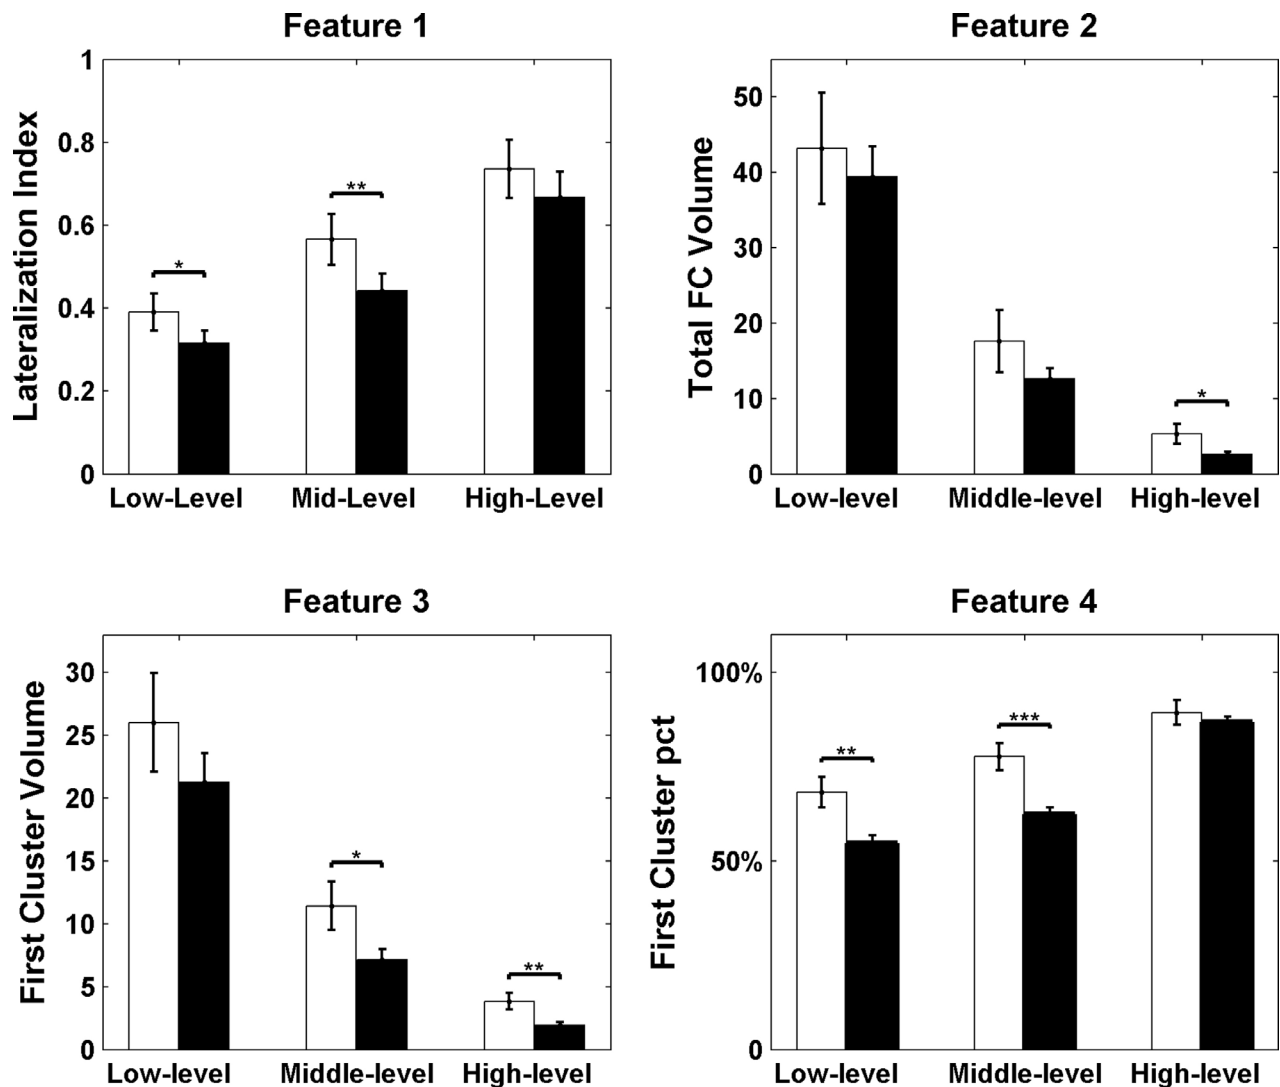 Feature 1
Lateralization Index
1
0.8
0.6
0.4
0.2
0
*
**
Low-Level Mid-Level High-Level
Feature 2
Total FC Volume
50
40
30
20
10
0
*
Low-level Middle-level High-level
Feature 3
First Cluster Volume
30
25
20
15
10
5
0
*
**
Low-level Middle-level High-level
Feature 4
First Cluster pct
100%
50%
0
**
***
Low-level Middle-level High-level